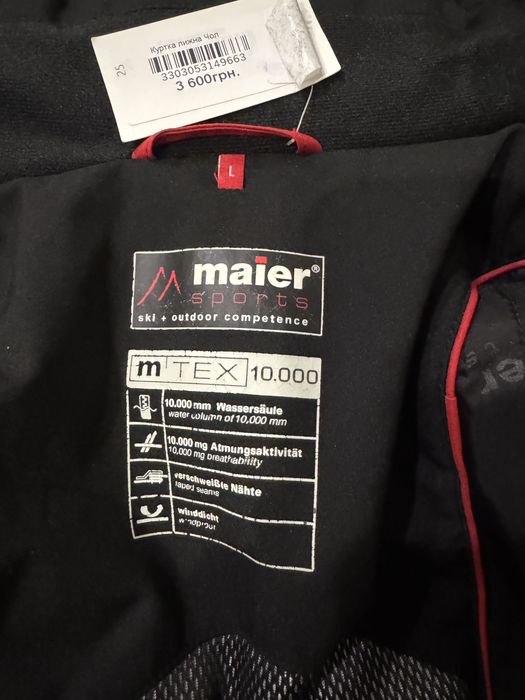 25
Куртка лижна Чол
3303053149663
3 600грн.
L
maier®
sports
ski + outdoor competence
m TEX 10.000
10.000 mm Wassersäule
water column of 10,000 mm
10.000 mg Atmungsaktivität
10,000 mg breathability
verschweißte Nähte
taped seams
winddicht
windproof